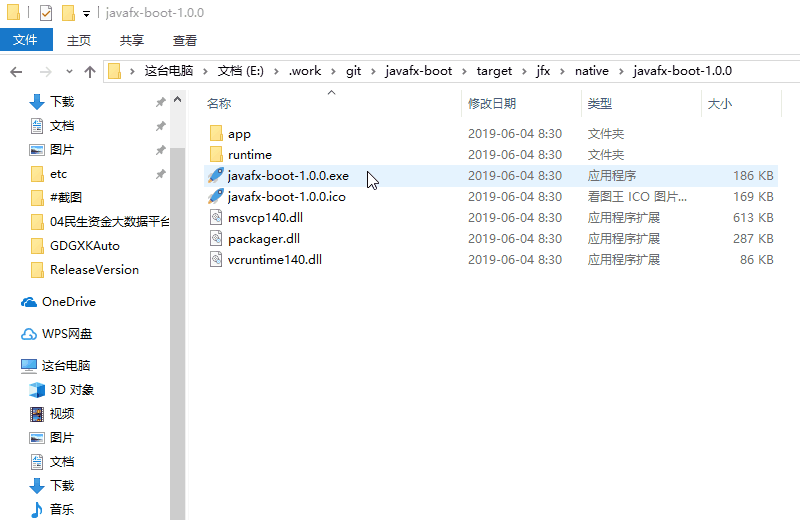 javafx-boot-1.0.0
文件 主页 共享 查看
这台电脑 文档 (E:) .work git javafx-boot target jfx native javafx-boot-1.0.0
名称 修改日期 类型 大小
app 2019-06-04 8:30 文件夹
runtime 2019-06-04 8:30 文件夹
javafx-boot-1.0.0.exe 2019-06-04 8:30 应用程序 186 KB
javafx-boot-1.0.0.ico 2019-06-04 8:30 看图王 ICO 图片... 169 KB
msvcp140.dll 2019-06-04 8:30 应用程序扩展 613 KB
packager.dll 2019-06-04 8:30 应用程序扩展 287 KB
vcruntime140.dll 2019-06-04 8:30 应用程序扩展 86 KB
下载
文档
图片
etc
#截图
04民生资金大数据平台
GDGXKAuto
ReleaseVersion
OneDrive
WPS网盘
这台电脑
3D 对象
视频
图片
文档
下载
音乐